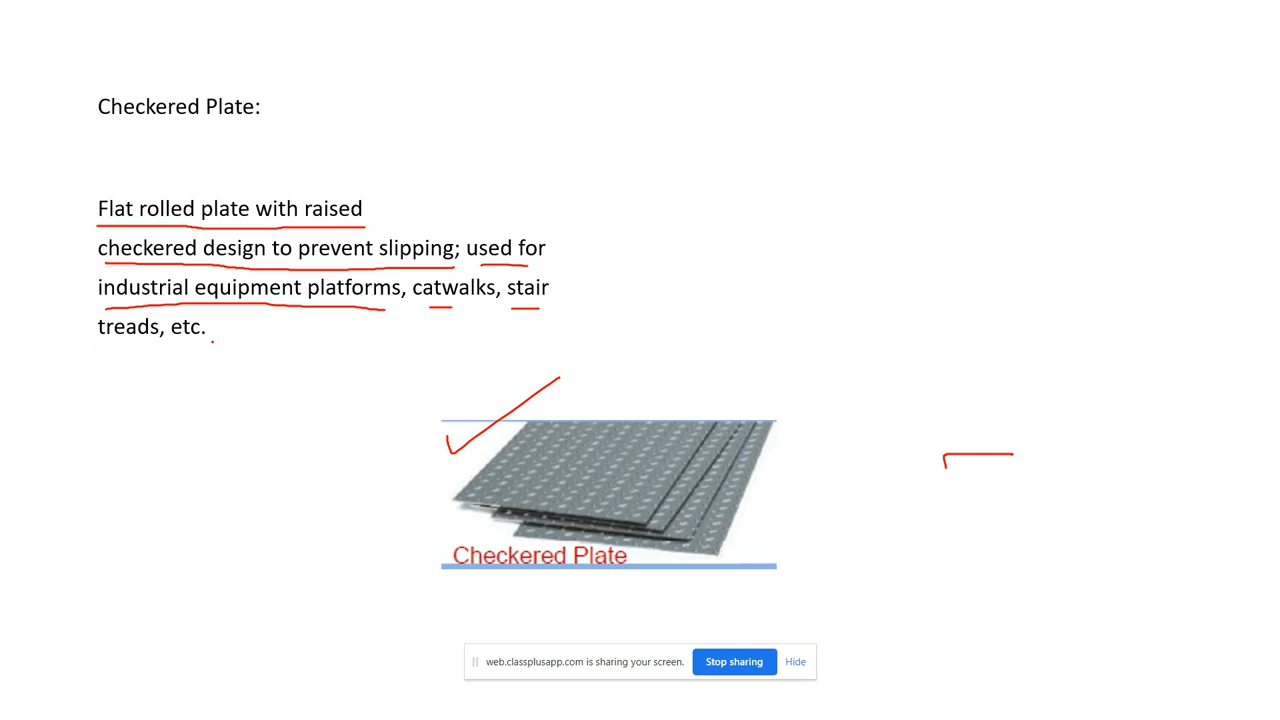 Checkered Plate:
Flat rolled plate with raised
checkered design to prevent slipping; used for
industrial equipment platforms, catwalks, stair
treads, etc.
Checkered Plate
web.classplusapp.com is sharing your screen. Stop sharing Hide